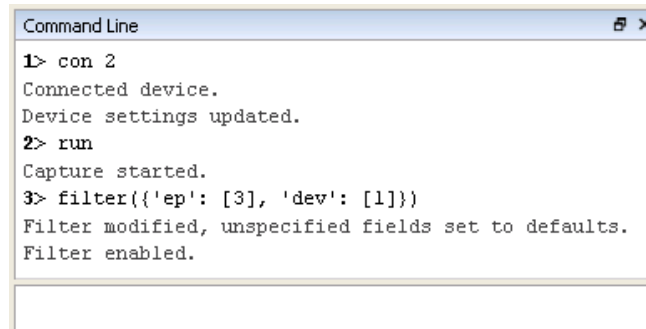 Command Line
1> con 2
Connected device.
Device settings updated.
2> run
Capture started.
3> filter({'ep': [3], 'dev': [1]})
Filter modified, unspecified fields set to defaults.
Filter enabled.